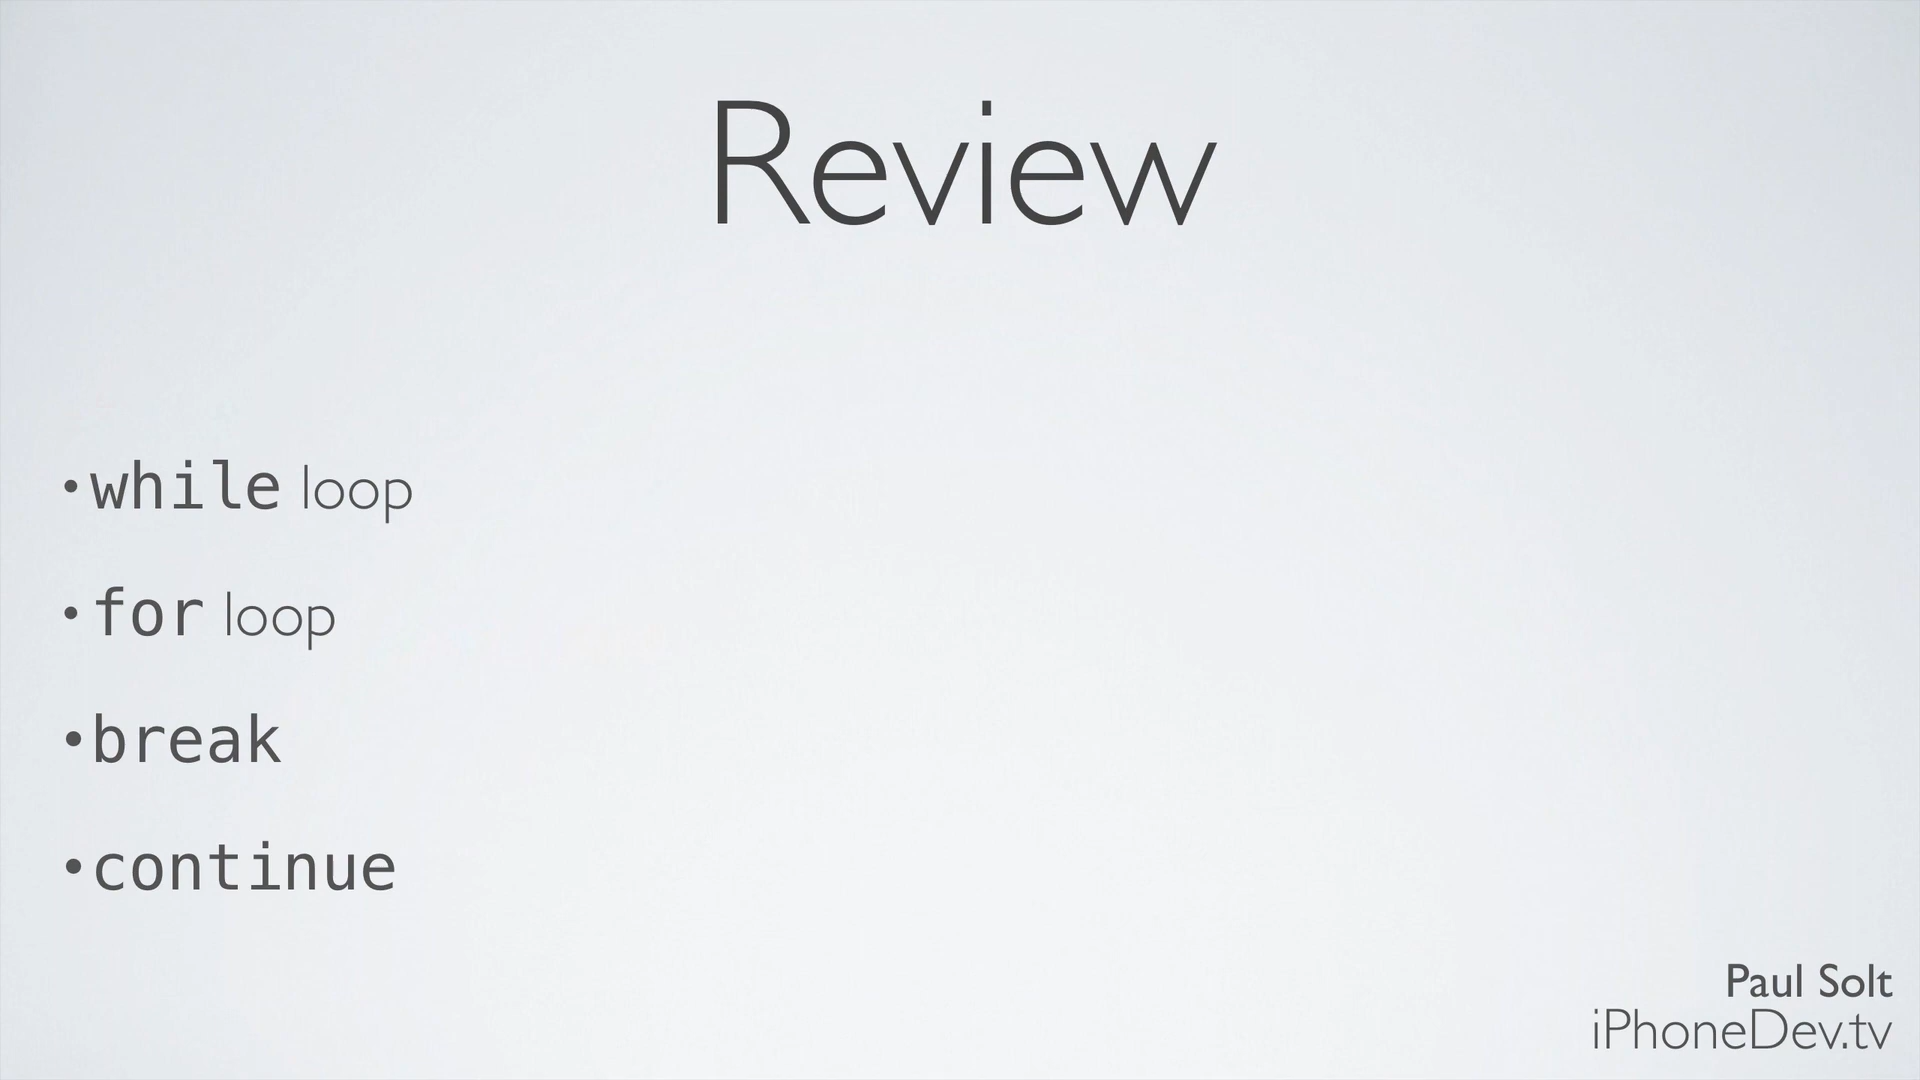 Review
•while loop
•for loop
•break
•continue
Paul Solt
iPhoneDev.tv